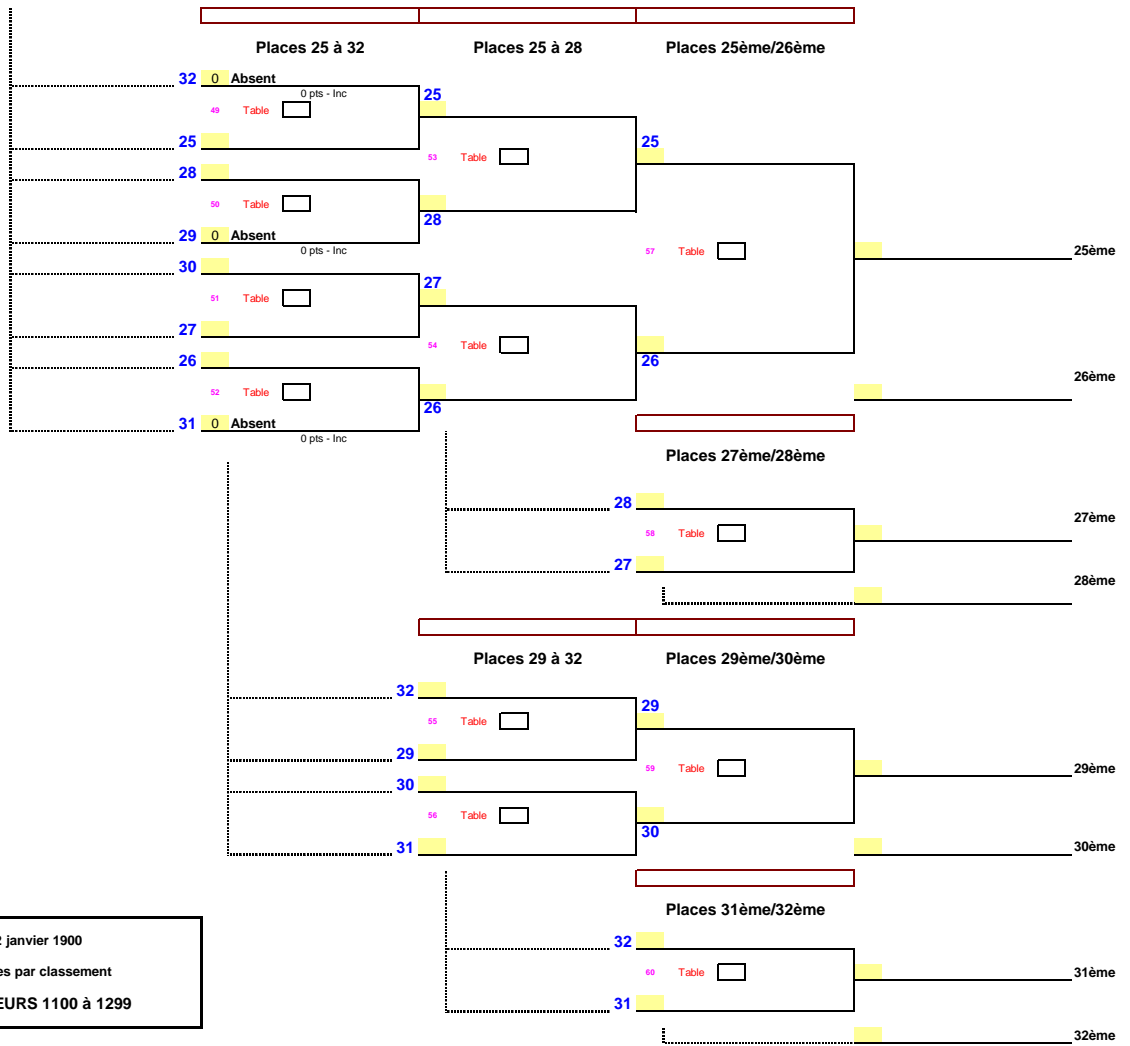 Places 25 à 32 Places 25 à 28 Places 25ème/26ème
32 0 Absent
0 pts - Inc
25
49 Table
25
25
53 Table
28
50 Table
28
29 0 Absent
0 pts - Inc
57 Table
25ème
30
27
51 Table
27
54 Table
26
26
26ème
52 Table
26
31 0 Absent
0 pts - Inc
Places 27ème/28ème
28
27ème
58 Table
27
28ème
Places 29 à 32 Places 29ème/30ème
32
29
55 Table
29
59 Table
29ème
30
56 Table
30
31
30ème
Places 31ème/32ème
janvier 1900
32
es par classement
60 Table
31ème
EURS 1100 à 1299
31
32ème